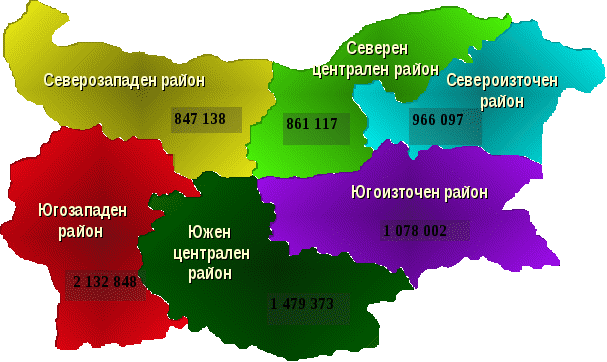 Северен
централен район
Северозападен район
Североизточен
район
847 138
861 117
966 097
Югоизточен район
Югозападен
район
Южен
централен
район
1 078 002
2 132 848
1 479 373